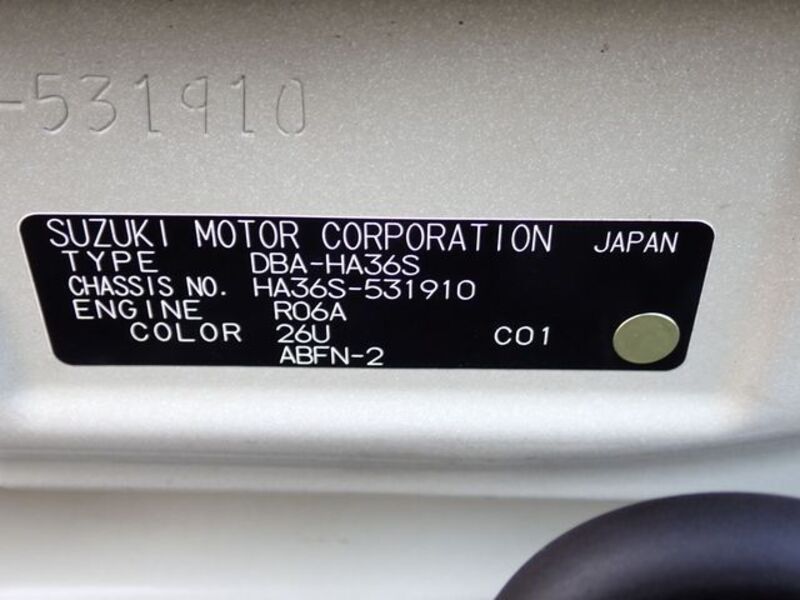 -531910
SUZUKI MOTOR CORPORATION JAPAN
TYPE DBA-HA36S
CHASSIS NO. HA36S-531910
ENGINE R06A
COLOR 26U C01
ABFN-2